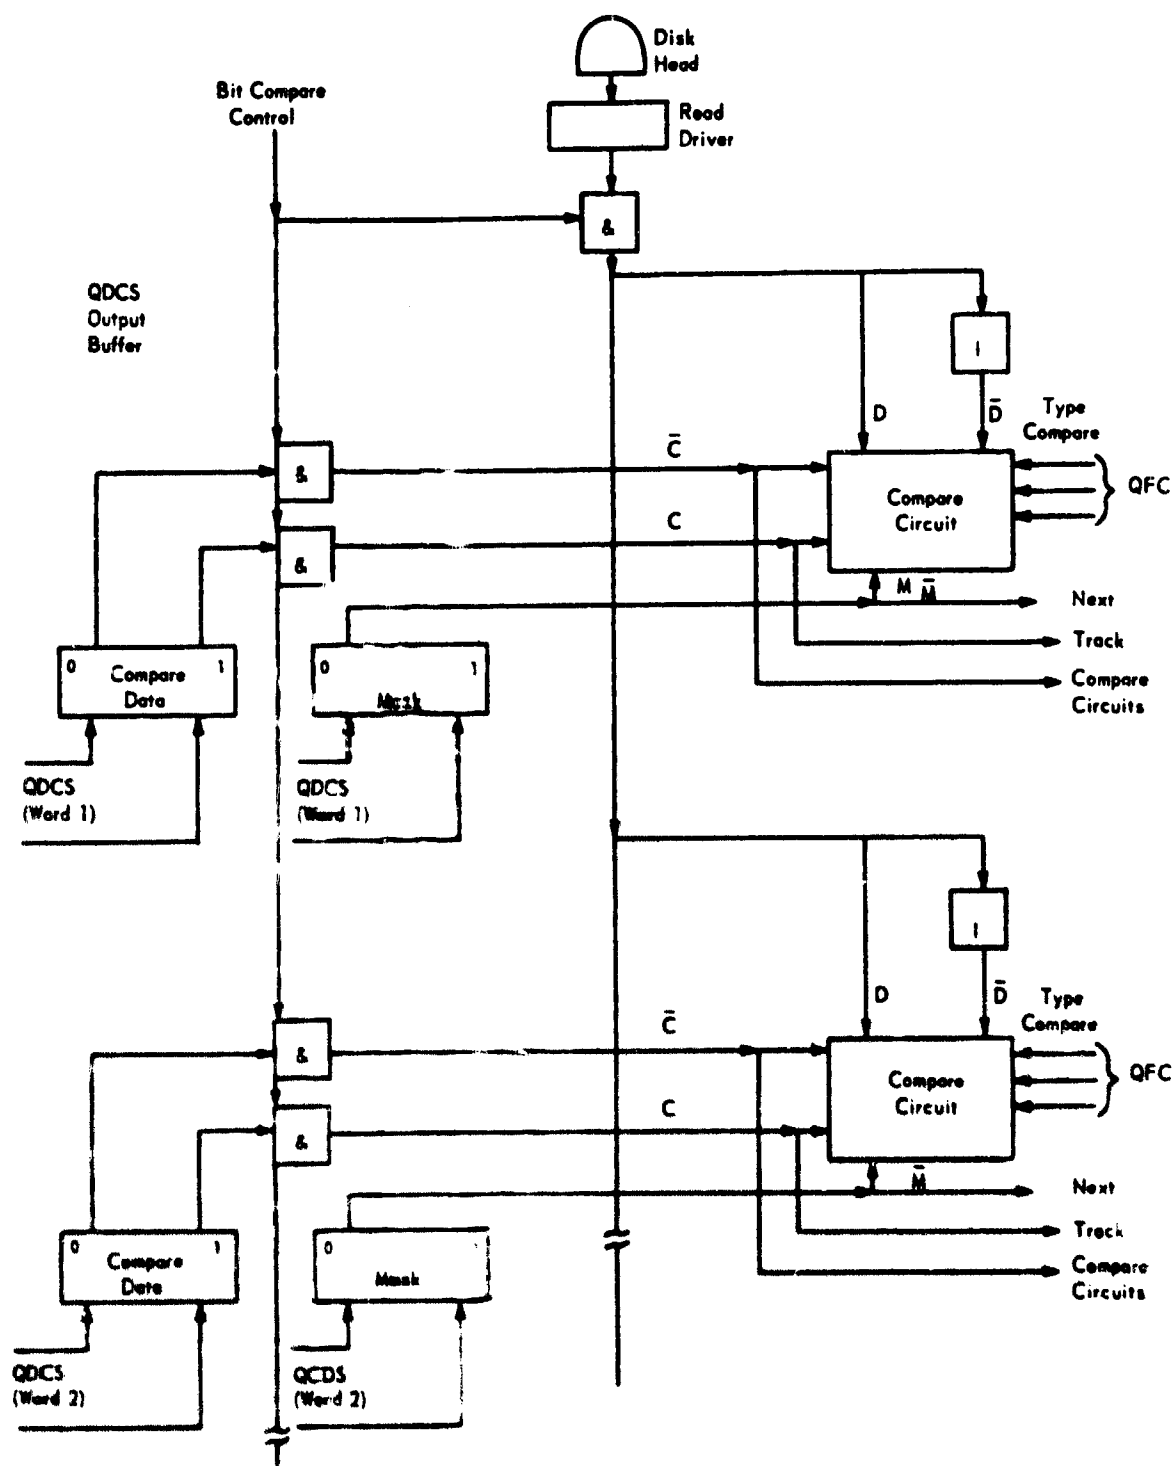 Disk
Head
Bit Compare
Control
Read
Driver
&
QDCS
Output
Buffer
I
D
D̄
Type
Compare
C̄
&
Compare
Circuit
QFC
C
&
M M̄
Next
Track
0 1
Compare
Data
0 1
Mask
Compare
Circuits
QDCS
(Word 1)
QDCS
(Word 1)
I
D
D̄
Type
Compare
C̄
&
Compare
Circuit
QFC
C
&
M̄
Next
Track
0 1
Compare
Data
0
Mask
Compare
Circuits
QDCS
(Word 2)
QCDS
(Word 2)